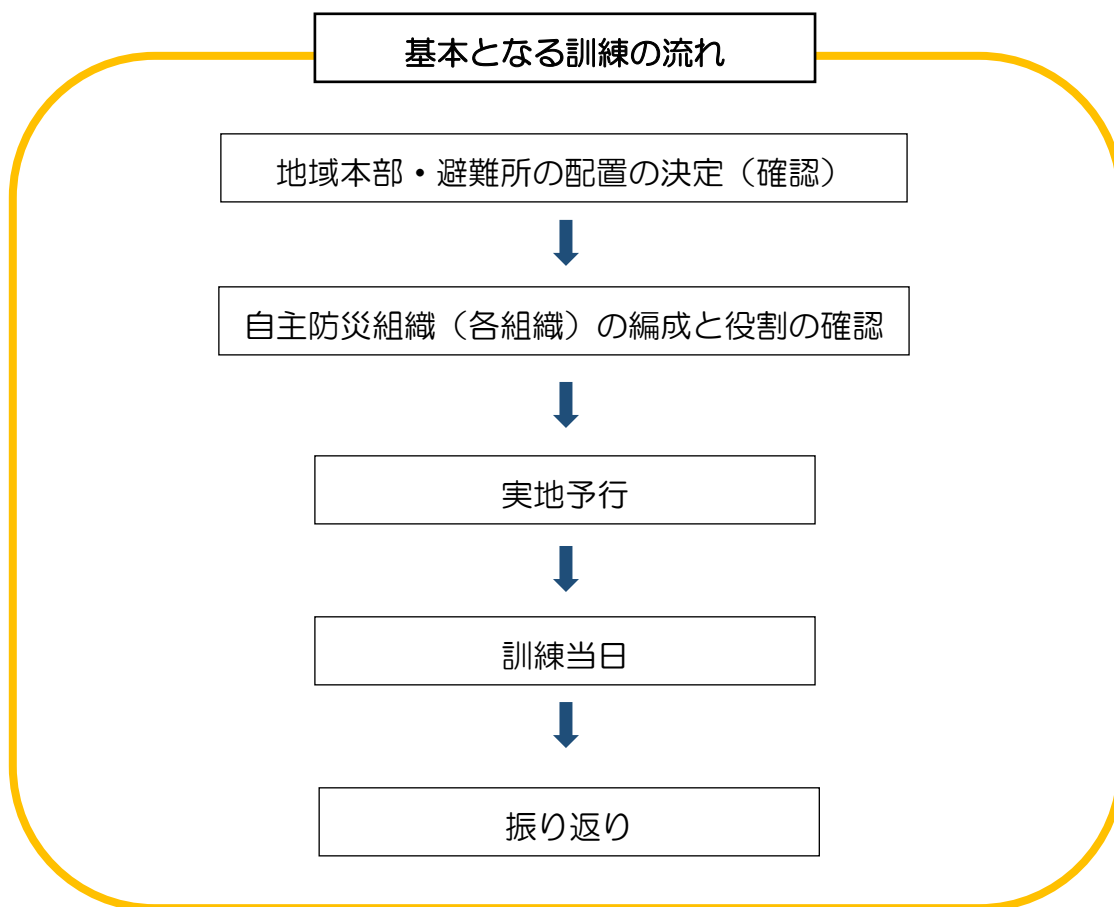 基本となる訓練の流れ
地域本部・避難所の配置の決定（確認）
自主防災組織（各組織）の編成と役割の確認
実地予行
訓練当日
振り返り